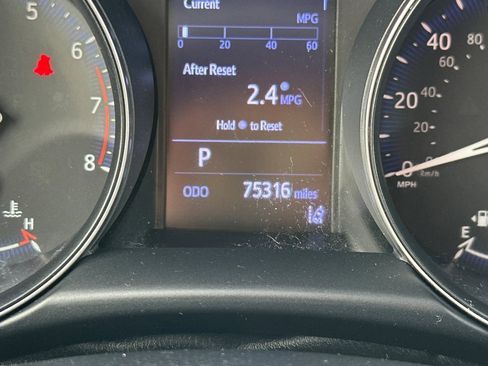 Current
MPG
0 20 40 60
After Reset
2.4 MPG
Hold to Reset
P
ODO 75316 miles
5
6
7
8
H
40
20
0
MPH
80
60
40
20
0
km/h
E